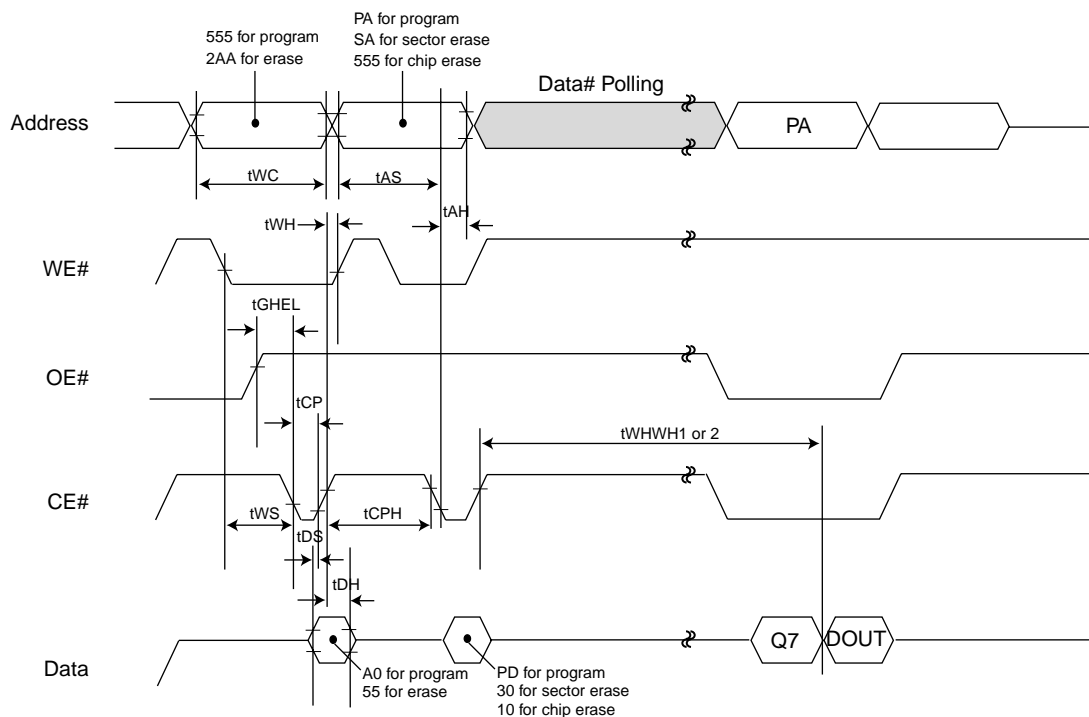 555 for program
2AA for erase
PA for program
SA for sector erase
555 for chip erase
Data# Polling
Address
PA
tWC
tAS
tWH
tAH
WE#
tGHEL
OE#
tCP
tWHWH1 or 2
CE#
tWS
tCPH
tDS
tDH
Q7
DOUT
Data
A0 for program
55 for erase
PD for program
30 for sector erase
10 for chip erase